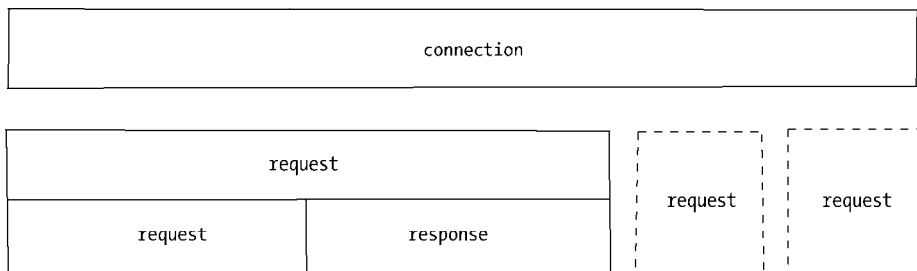 connection
request
request response
request request